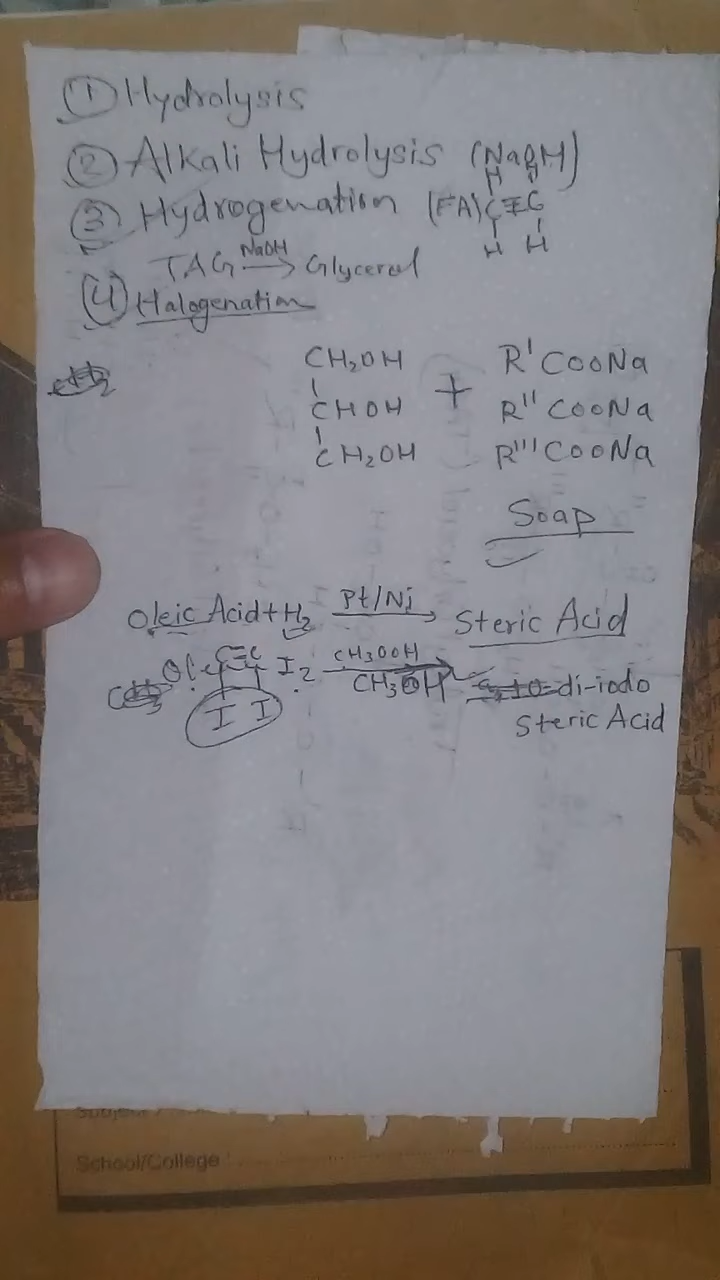 ① Hydrolysis
② Alkali Hydrolysis (NaOH)
③ Hydrogenation (FA) C≡C
H H
H H
TAG NaOH → Glycerol
④ Halogenation
CH₂OH + R' COONa
CHOH R'' COONa
CH₂OH R''' COONa
Soap
Oleic Acid + H₂ Pt/Ni → Steric Acid
Ole C≡C I₂ CH₃OOH → di-iodo
CH₃OH
I I Steric Acid
School/College :